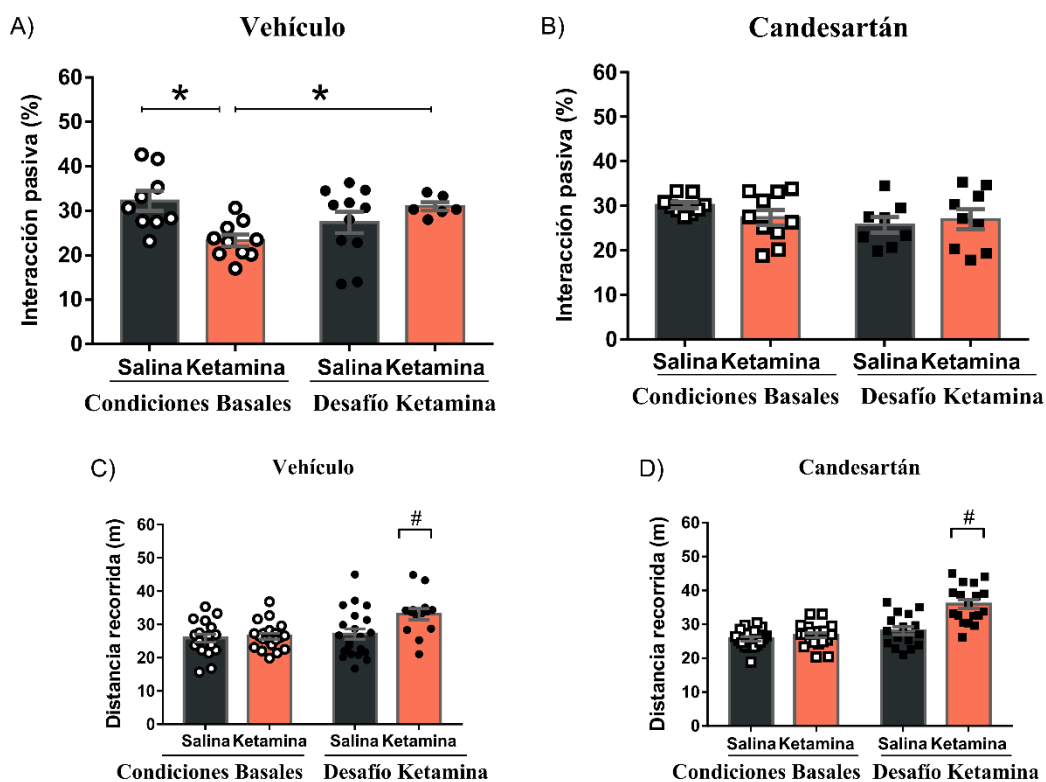 A)
Vehículo
Interacción pasiva (%)
60
50
40
30
20
10
0
*
*
Salina Ketamina Salina Ketamina
Condiciones Basales Desafío Ketamina
B)
Candesartán
Interacción pasiva (%)
60
50
40
30
20
10
0
Salina Ketamina Salina Ketamina
Condiciones Basales Desafío Ketamina
C)
Vehículo
Distancia recorrida (m)
60
50
40
30
20
10
0
#
Salina Ketamina Salina Ketamina
Condiciones Basales Desafío Ketamina
D)
Candesartán
Distancia recorrida (m)
60
50
40
30
20
10
0
#
Salina Ketamina Salina Ketamina
Condiciones Basales Desafío Ketamina